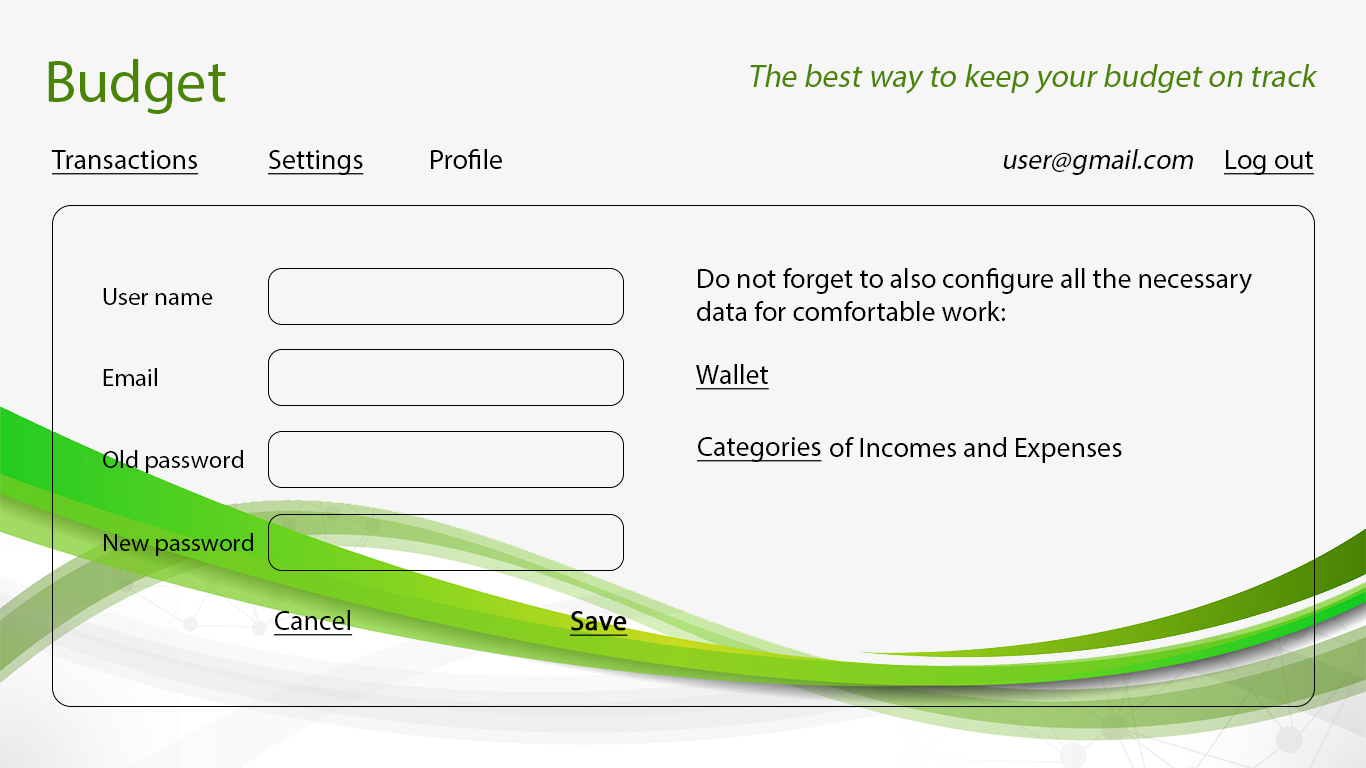 Budget
The best way to keep your budget on track
Transactions
Settings
Profile
user@gmail.com
Log out
User name
Email
Old password
New password
Cancel
Save
Do not forget to also configure all the necessary
data for comfortable work:
Wallet
Categories of Incomes and Expenses